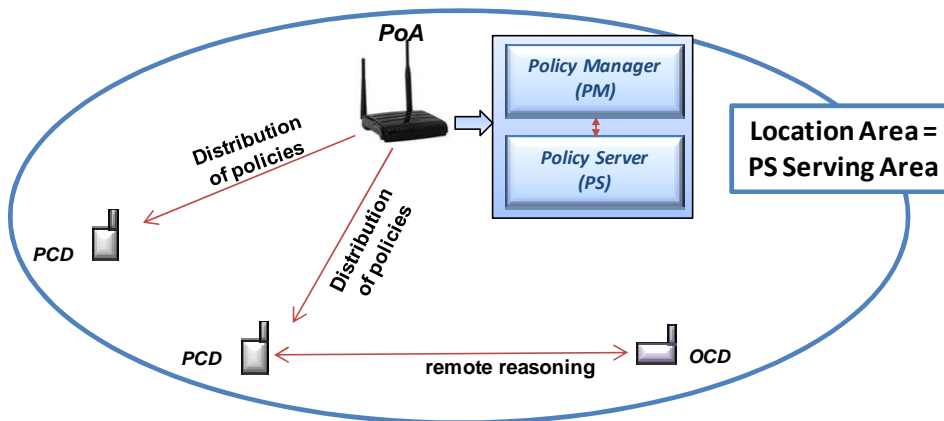 PoA
Policy Manager
(PM)
Policy Server
(PS)
Location Area =
PS Serving Area
Distribution
of policies
Distribution
of policies
PCD
PCD
remote reasoning
OCD